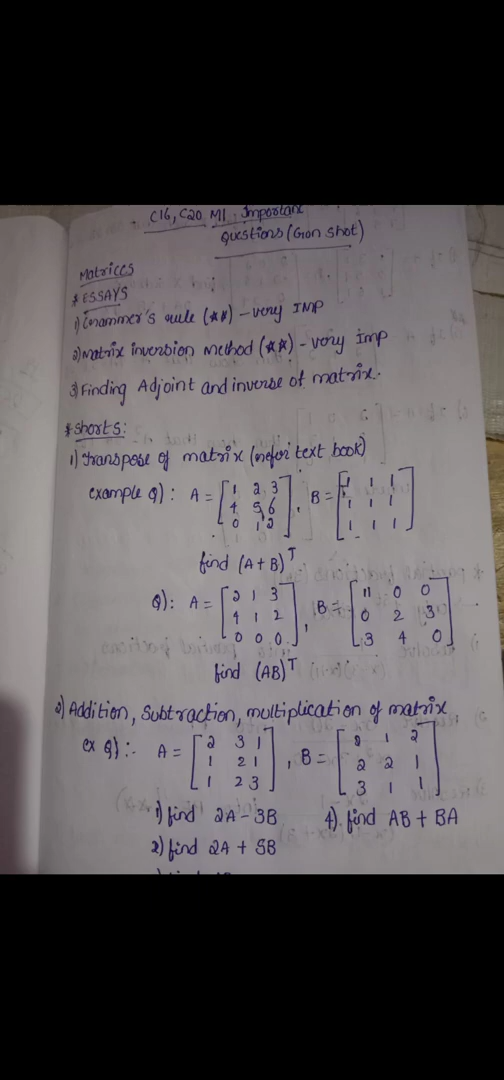 C16, C20 M1 Important
Questions (Gon shot)
Matrices
* ESSAYS
1) Grammer's rule (**) - very IMP
2) Matrix inversion Method (**) - very Imp
3) Finding Adjoint and inverse of matrix.
* Shorts:
1) Transpose of matrix (refer text book)
example Q): A = [1 2 3; 4 5 6; 0 1 2], B = [1 1 1; 1 1 1; 1 1 1]
find (A+B)^T
Q): A = [2 1 3; 4 1 2; 0 0 0], B = [11 0 0; 0 2 3; 3 4 0]
find (AB)^T
2) Addition, Subtraction, multiplication of matrix
ex Q):- A = [2 3 1; 1 2 1; 1 2 3], B = [2 1 2; 2 2 1; 3 1 1]
1) find 2A - 3B 4) find AB + BA
2) find 2A + 5B